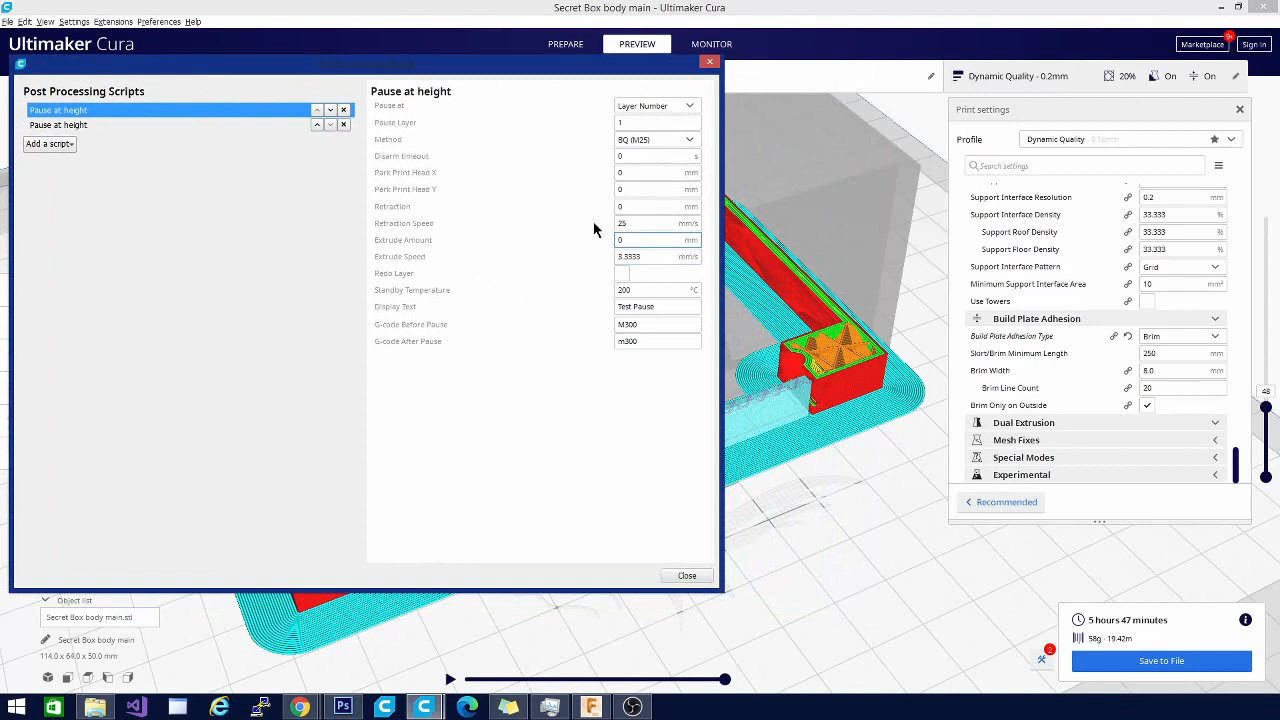 Secret Box body main - Ultimaker Cura
File Edit View Settings Extensions Preferences Help
Ultimaker Cura
PREPARE
PREVIEW
MONITOR
Marketplace
9+
Sign in
Post Processing Scripts
Pause at height
Pause at height
Add a script
Pause at height
Pause at Layer Number
Pause Layer 1
Method BQ (M25)
Disarm timeout 0 s
Park Print Head X 0 mm
Park Print Head Y 0 mm
Retraction 0 mm
Retraction Speed 25 mm/s
Extrude Amount 0 mm
Extrude Speed 3.3333 mm/s
Redo Layer
Standby Temperature 200 °C
Display Text Test Pause
G-code Before Pause M300
G-code After Pause m300
Close
Dynamic Quality - 0.2mm 20% On On
Print settings
Profile Dynamic Quality - 0.16mm
Search settings
Support Interface Resolution 0.2 mm
Support Interface Density 33.333 %
Support Roof Density 33.333 %
Support Floor Density 33.333 %
Support Interface Pattern Grid
Minimum Support Interface Area 10 mm²
Use Towers
Build Plate Adhesion
Build Plate Adhesion Type Brim
Skirt/Brim Minimum Length 250 mm
Brim Width 8.0 mm
Brim Line Count 20
Brim Only on Outside
Dual Extrusion
Mesh Fixes
Special Modes
Experimental
Recommended
48
Object list
Secret Box body main.stl
Secret Box body main
114.0 x 64.0 x 50.0 mm
5 hours 47 minutes
58g · 19.42m
2
Save to File